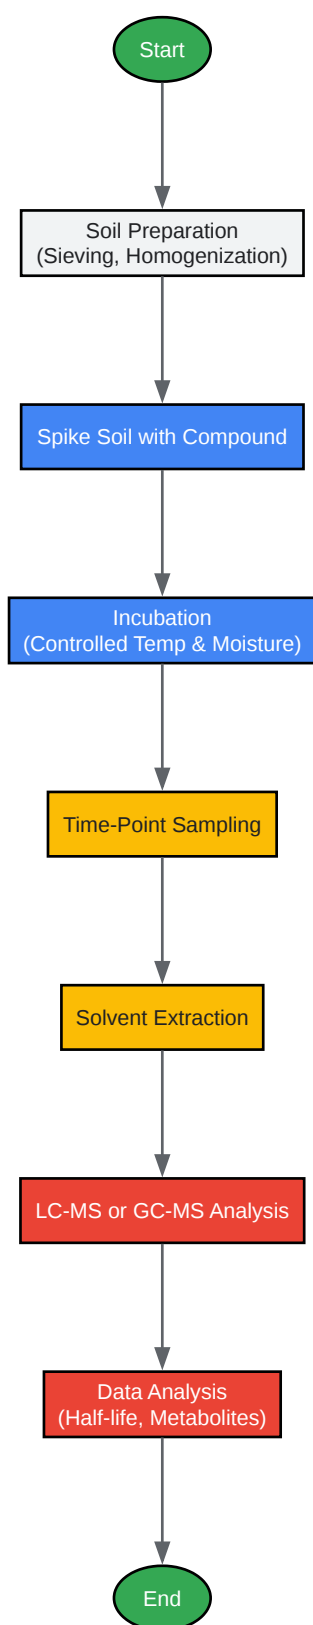 Start
Soil Preparation
(Sieving, Homogenization)
Spike Soil with Compound
Incubation
(Controlled Temp & Moisture)
Time-Point Sampling
Solvent Extraction
LC-MS or GC-MS Analysis
Data Analysis
(Half-life, Metabolites)
End